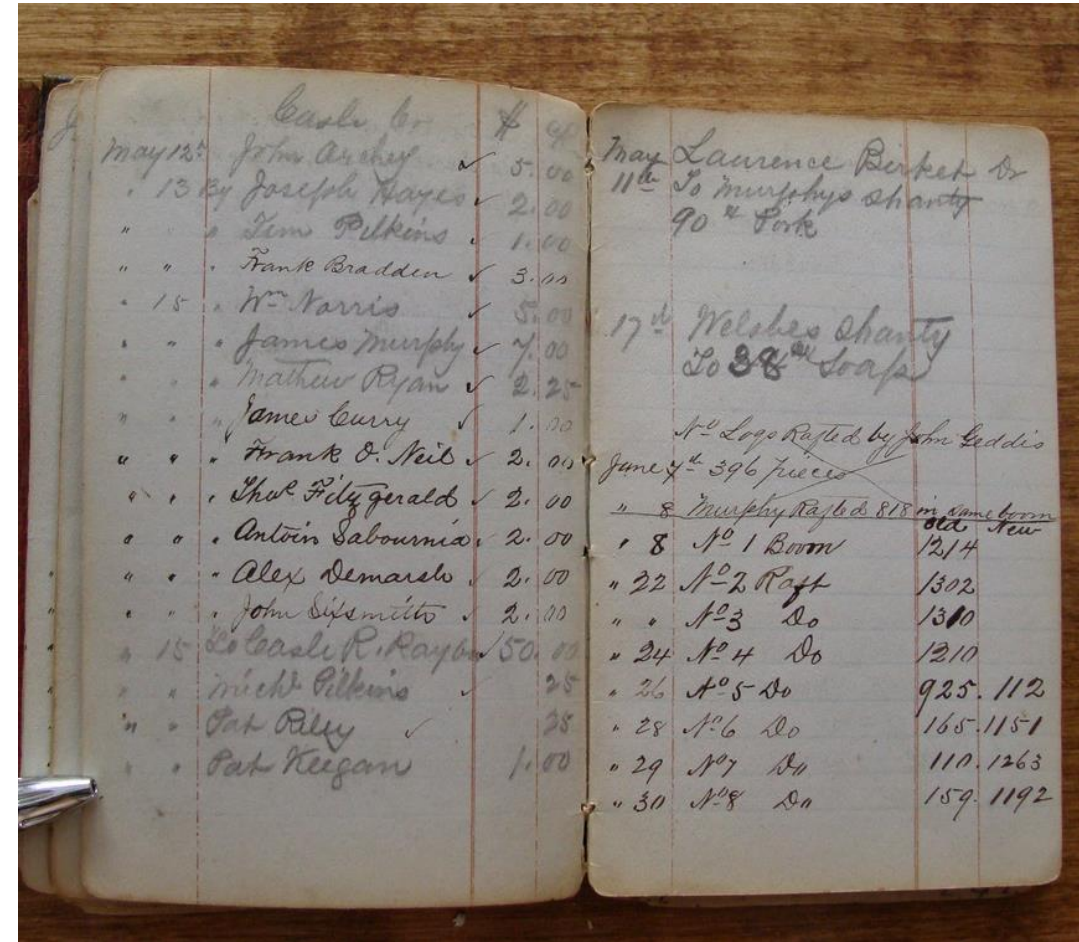 Cash Cr $ cts
May 12th John Archey ✓ 5.00
" 13 By Joseph Hayes ✓ 2.00
" " " Tim Pilkins ✓ 1.00
" " " Frank Bradden ✓ 3.00
" 15 " Wm Norris ✓ 5.00
" " " James Murphy ✓ 7.00
" " " Mathew Ryan ✓ 2.25
" " " James Curry ✓ 1.00
" " " Frank O. Neil ✓ 2.00
" " " Thos Fitzgerald ✓ 2.00
" " " Antoin Sabournia ✓ 2.00
" " " Alex Demarsh ✓ 2.00
" " " John Sixsmith ✓ 2.00
" 15 To Cash R. ✓ 50.00
" " Michl Pilkins ✓ 25
" " Pat Riley ✓ 25
" " Pat Keegan 1.00
May Laurence Birket Dr
11th To Murphys Shanty
90 # Pork
17th Welshes Shanty
To 38 # Soap
No Logs Rafted by John Geddis
June 7th 396 pieces
" 8 Murphy Rafted 818 in same boom
old New
" 8 No 1 Boom 1214
" 22 No 2 Raft 1302
" " No 3 Do 1310
" 24 No 4 Do 1210
" 26 No 5 Do 925. 112
" 28 No 6 Do 165. 1151
" 29 No 7 Do 110. 1263
" 30 No 8 Do 159. 1192